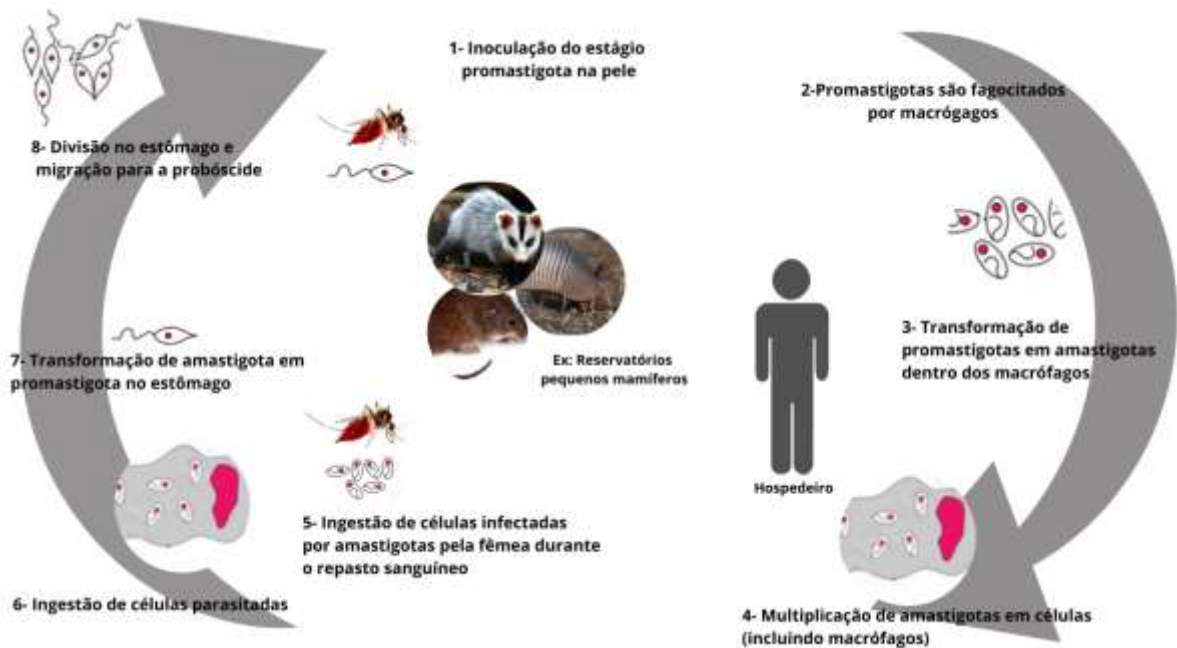 1- Inoculação do estágio
promastigota na pele
2-Promastigotas são fagocitados
por macrógagos
3- Transformação de
promastigotas em amastigotas
dentro dos macrófagos
Hospedeiro
4- Multiplicação de amastigotas em células
(incluindo macrófagos)
5- Ingestão de células infectadas
por amastigotas pela fêmea durante
o repasto sanguíneo
6- Ingestão de células parasitadas
7- Transformação de amastigota em
promastigota no estômago
8- Divisão no estômago e
migração para a probóscide
Ex: Reservatórios
pequenos mamíferos